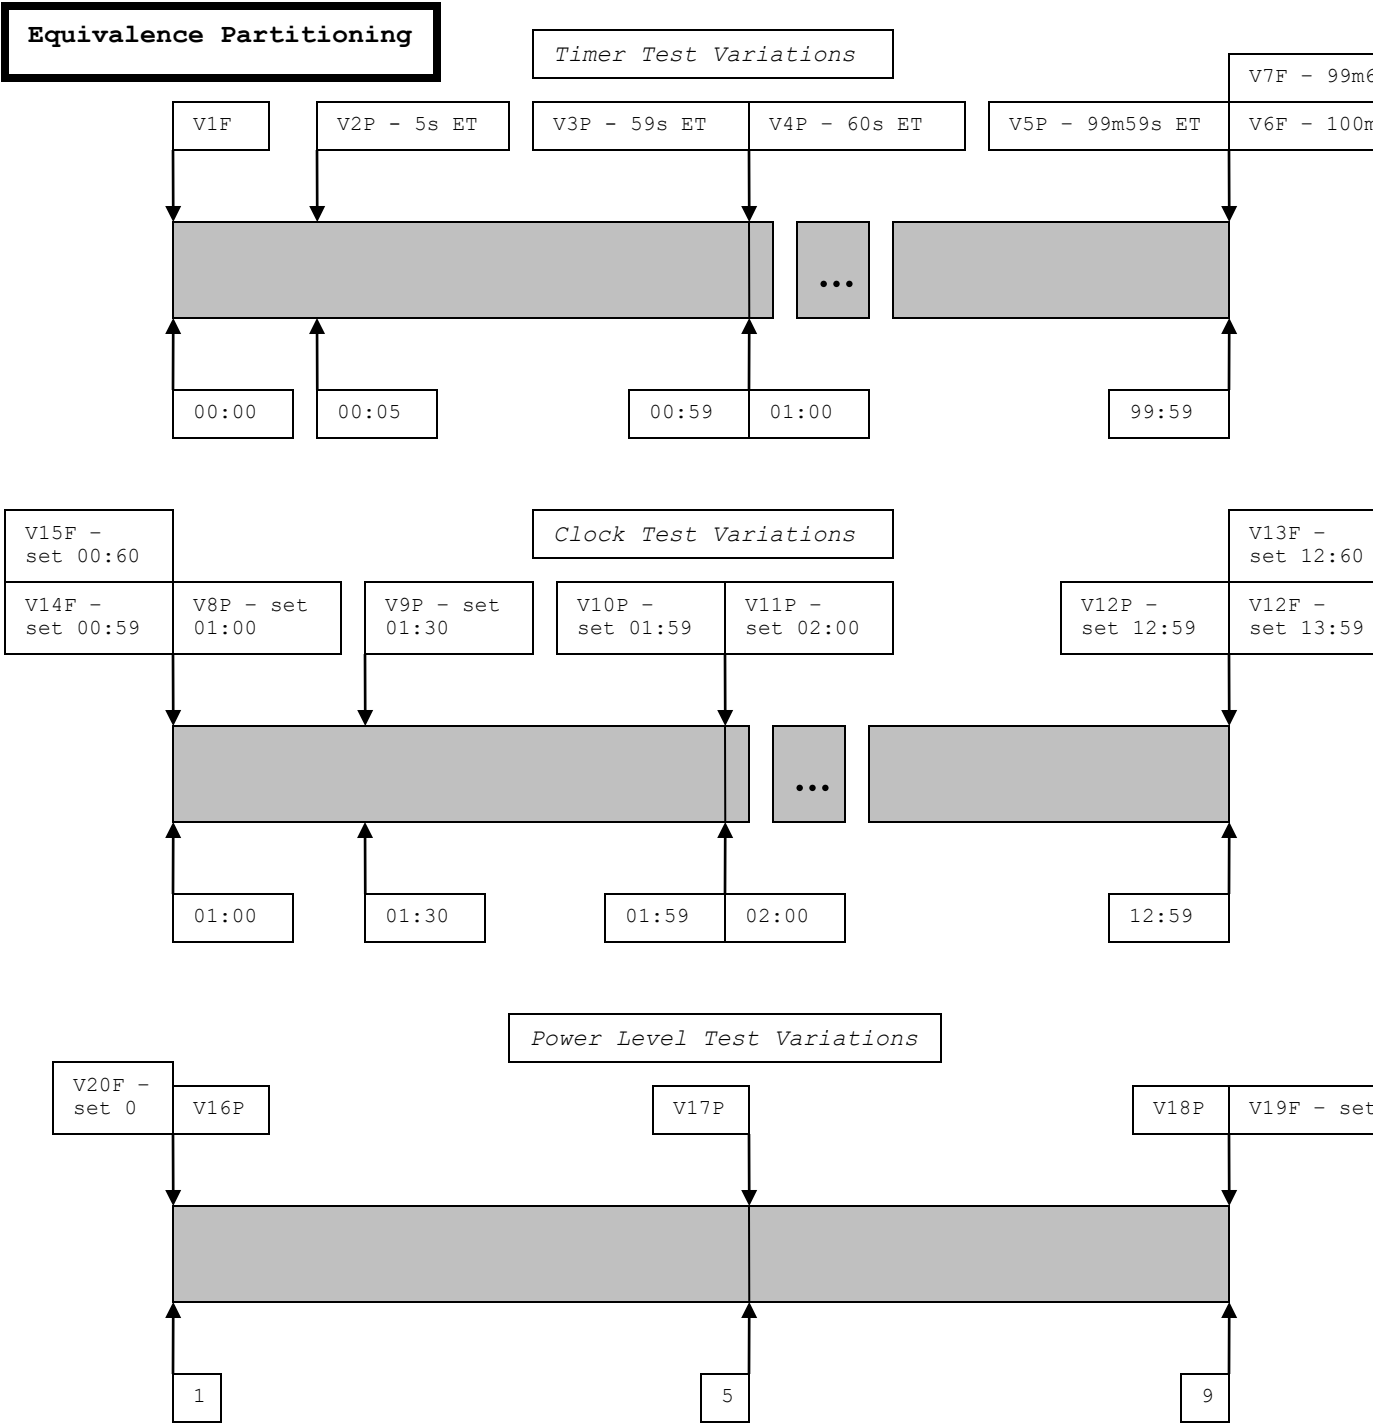 Equivalence Partitioning
Timer Test Variations
V7F – 99m6
V1F
V2P - 5s ET
V3P - 59s ET
V4P – 60s ET
V5P – 99m59s ET
V6F – 100m
...
00:00
00:05
00:59
01:00
99:59
V15F –
set 00:60
Clock Test Variations
V13F –
set 12:60
V14F –
set 00:59
V8P – set
01:00
V9P – set
01:30
V10P –
set 01:59
V11P –
set 02:00
V12P –
set 12:59
V12F –
set 13:59
...
01:00
01:30
01:59
02:00
12:59
Power Level Test Variations
V20F –
set 0
V16P
V17P
V18P
V19F – set
1
5
9